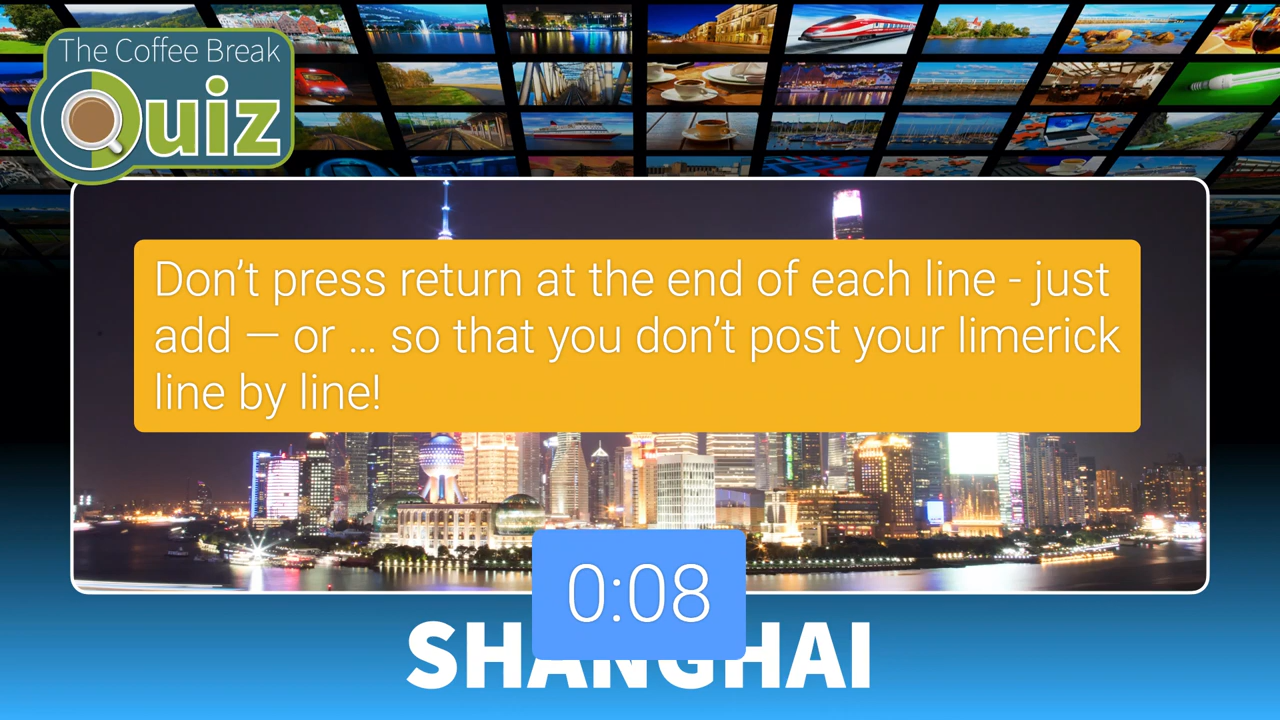 The Coffee Break
Quiz
Don’t press return at the end of each line - just
add — or ... so that you don’t post your limerick
line by line!
0:08
SHANGHAI